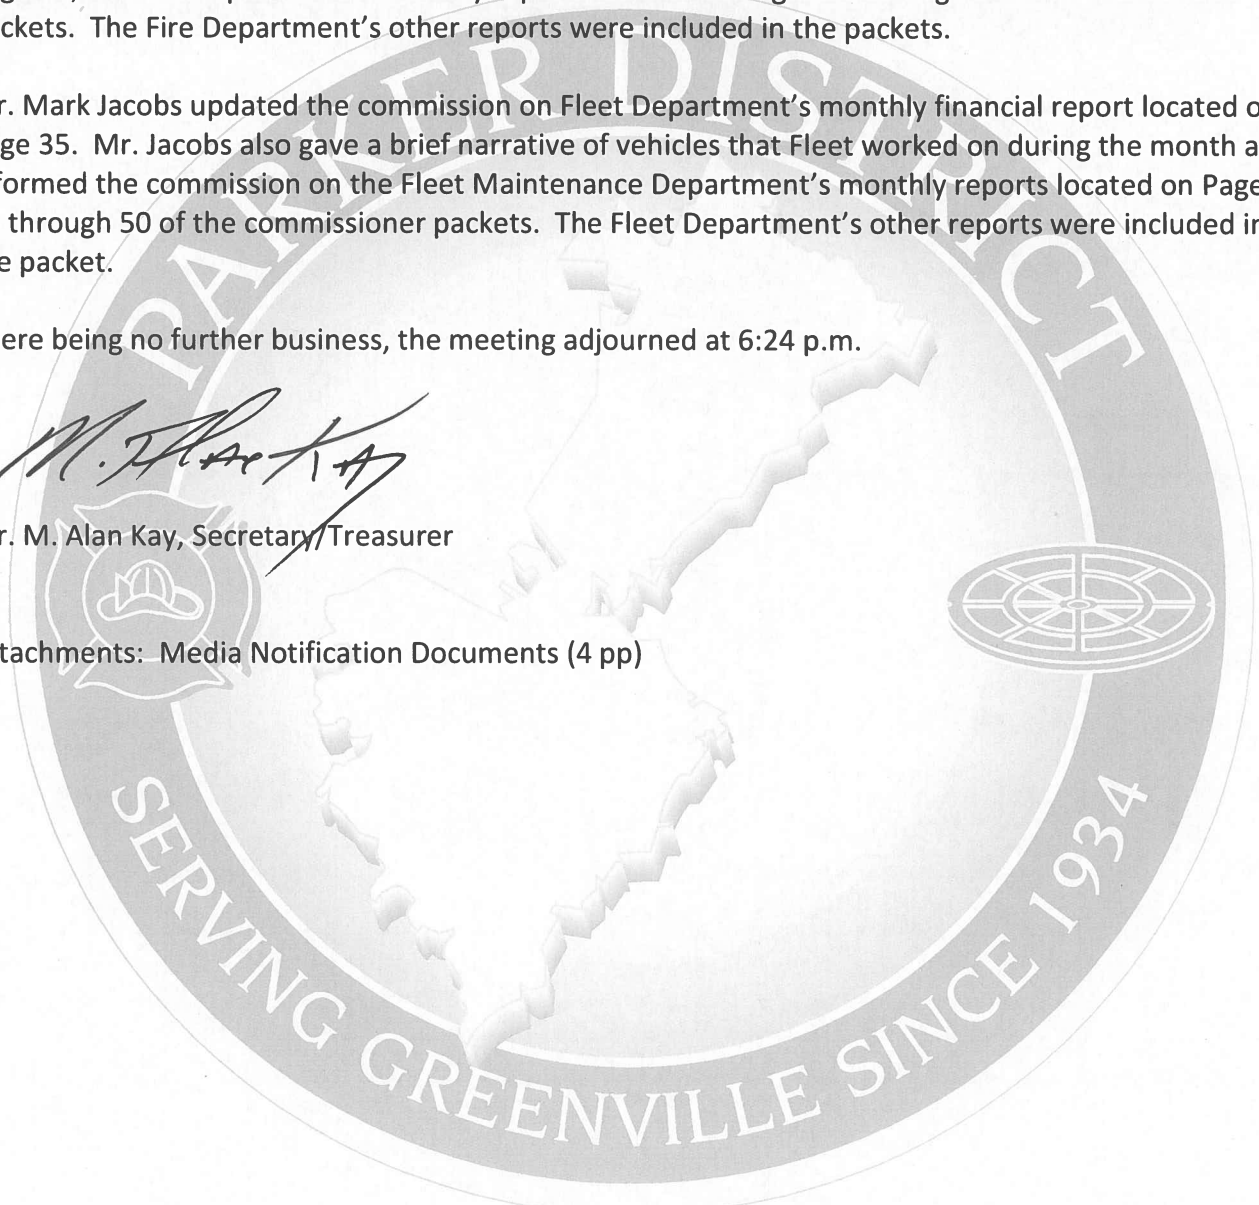 ckets. The Fire Department's other reports were included in the packets.
r. Mark Jacobs updated the commission on Fleet Department's monthly financial report located o
ge 35. Mr. Jacobs also gave a brief narrative of vehicles that Fleet worked on during the month a
formed the commission on the Fleet Maintenance Department's monthly reports located on Page
through 50 of the commissioner packets. The Fleet Department's other reports were included in
e packet.
ere being no further business, the meeting adjourned at 6:24 p.m.
M. Alan Kay
r. M. Alan Kay, Secretary/Treasurer
tachments: Media Notification Documents (4 pp)
PARKER DISTRICT
SERVING GREENVILLE SINCE 1934